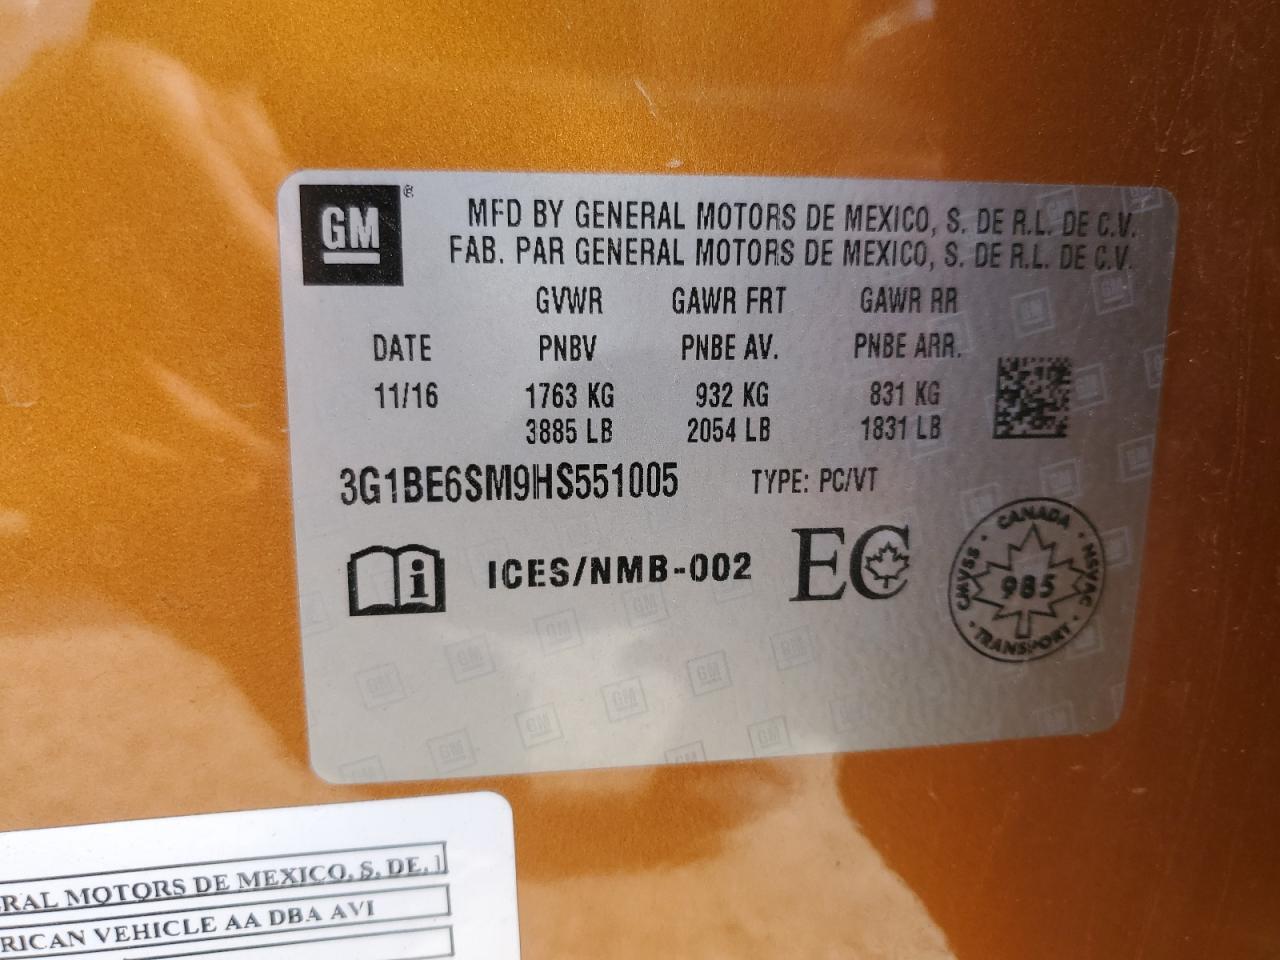 GM ®
MFD BY GENERAL MOTORS DE MEXICO, S. DE R.L. DE C.V.
FAB. PAR GENERAL MOTORS DE MEXICO, S. DE R.L. DE C.V.
GVWR GAWR FRT GAWR RR
DATE PNBV PNBE AV. PNBE ARR.
11/16 1763 KG 932 KG 831 KG
3885 LB 2054 LB 1831 LB
3G1BE6SM9HS551005 TYPE: PC/VT
i ICES/NMB-002 EC
CANADA
CMVSS · 985 · NSVAC
TRANSPORT
RAL MOTORS DE MEXICO, S. DE.
RICAN VEHICLE AA DBA AVI